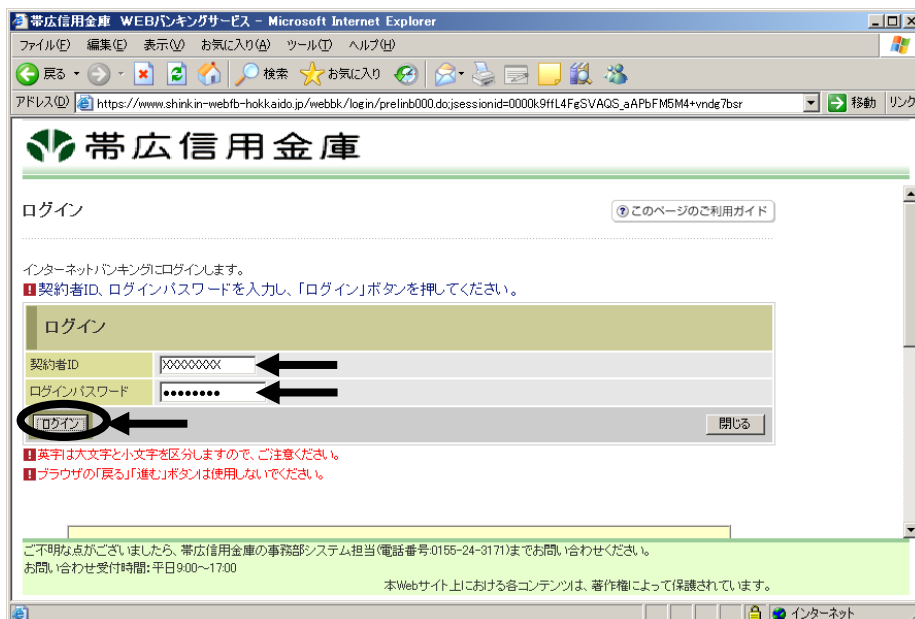 帯広信用金庫 WEBバンキングサービス - Microsoft Internet Explorer
ファイル(F) 編集(E) 表示(V) お気に入り(A) ツール(T) ヘルプ(H)
戻る 検索 お気に入り
アドレス(D) https://www.shinkin-webfb-hokkaido.jp/webbk/login/prelinb000.do;jsessionid=0000k9ffL4FgSVAQS_aAPbFM5M4+vndg7bsr 移動 リンク
帯広信用金庫
ログイン
? このページのご利用ガイド
インターネットバンキングにログインします。
!契約者ID、ログインパスワードを入力し、「ログイン」ボタンを押してください。
ログイン
契約者ID XXXXXXXX
ログインパスワード ●●●●●●●●
ログイン 閉じる
!英字は大文字と小文字を区分しますので、ご注意ください。
!ブラウザの「戻る」「進む」ボタンは使用しないでください。
ご不明な点がございましたら、帯広信用金庫の事務部システム担当(電話番号:0155-24-3171)までお問い合わせください。
お問い合わせ受付時間:平日9:00~17:00
本Webサイト上における各コンテンツは、著作権によって保護されています。
インターネット